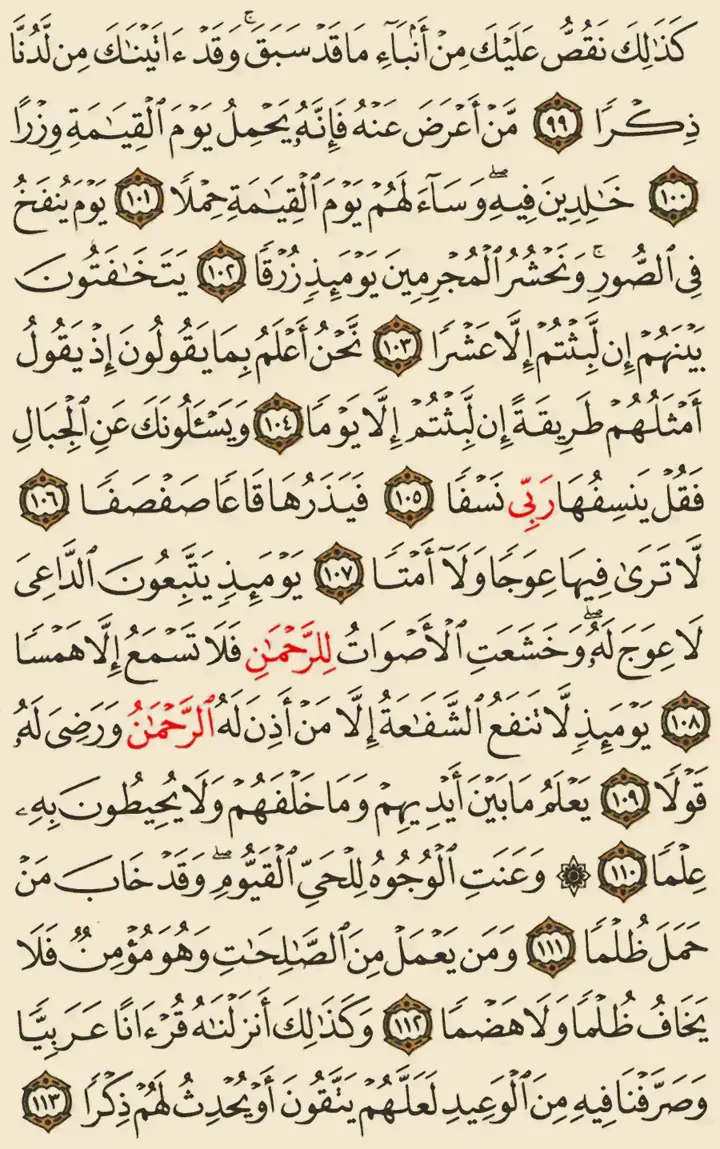 كَذَٰلِكَ نَقُصُّ عَلَيْكَ مِنْ أَنۢبَآءِ مَا قَدْ سَبَقَ ۚ وَقَدْ ءَاتَيْنَٰكَ مِن لَّدُنَّا
ذِكْرًا ٩٩ مَّنْ أَعْرَضَ عَنْهُ فَإِنَّهُۥ يَحْمِلُ يَوْمَ ٱلْقِيَٰمَةِ وِزْرًا
١٠٠ خَٰلِدِينَ فِيهِ ۖ وَسَآءَ لَهُمْ يَوْمَ ٱلْقِيَٰمَةِ حِمْلًا ١٠١ يَوْمَ يُنفَخُ
فِى ٱلصُّورِ ۚ وَنَحْشُرُ ٱلْمُجْرِمِينَ يَوْمَئِذٍ زُرْقًا ١٠٢ يَتَخَٰفَتُونَ
بَيْنَهُمْ إِن لَّبِثْتُمْ إِلَّا عَشْرًا ١٠٣ نَّحْنُ أَعْلَمُ بِمَا يَقُولُونَ إِذْ يَقُولُ
أَمْثَلُهُمْ طَرِيقَةً إِن لَّبِثْتُمْ إِلَّا يَوْمًا ١٠٤ وَيَسْـَٔلُونَكَ عَنِ ٱلْجِبَالِ
فَقُلْ يَنسِفُهَا رَبِّى نَسْفًا ١٠٥ فَيَذَرُهَا قَاعًا صَفْصَفًا ١٠٦
لَّا تَرَىٰ فِيهَا عِوَجًا وَلَآ أَمْتًا ١٠٧ يَوْمَئِذٍ يَتَّبِعُونَ ٱلدَّاعِىَ
لَا عِوَجَ لَهُۥ ۖ وَخَشَعَتِ ٱلْأَصْوَاتُ لِلرَّحْمَٰنِ فَلَا تَسْمَعُ إِلَّا هَمْسًا
١٠٨ يَوْمَئِذٍ لَّا تَنفَعُ ٱلشَّفَٰعَةُ إِلَّا مَنْ أَذِنَ لَهُ ٱلرَّحْمَٰنُ وَرَضِىَ لَهُۥ
قَوْلًا ١٠٩ يَعْلَمُ مَا بَيْنَ أَيْدِيهِمْ وَمَا خَلْفَهُمْ وَلَا يُحِيطُونَ بِهِۦ
عِلْمًا ١١٠ ۞ وَعَنَتِ ٱلْوُجُوهُ لِلْحَىِّ ٱلْقَيُّومِ ۖ وَقَدْ خَابَ مَنْ
حَمَلَ ظُلْمًا ١١١ وَمَن يَعْمَلْ مِنَ ٱلصَّٰلِحَٰتِ وَهُوَ مُؤْمِنٌ فَلَا
يَخَافُ ظُلْمًا وَلَا هَضْمًا ١١٢ وَكَذَٰلِكَ أَنزَلْنَٰهُ قُرْءَانًا عَرَبِيًّا
وَصَرَّفْنَا فِيهِ مِنَ ٱلْوَعِيدِ لَعَلَّهُمْ يَتَّقُونَ أَوْ يُحْدِثُ لَهُمْ ذِكْرًا ١١٣